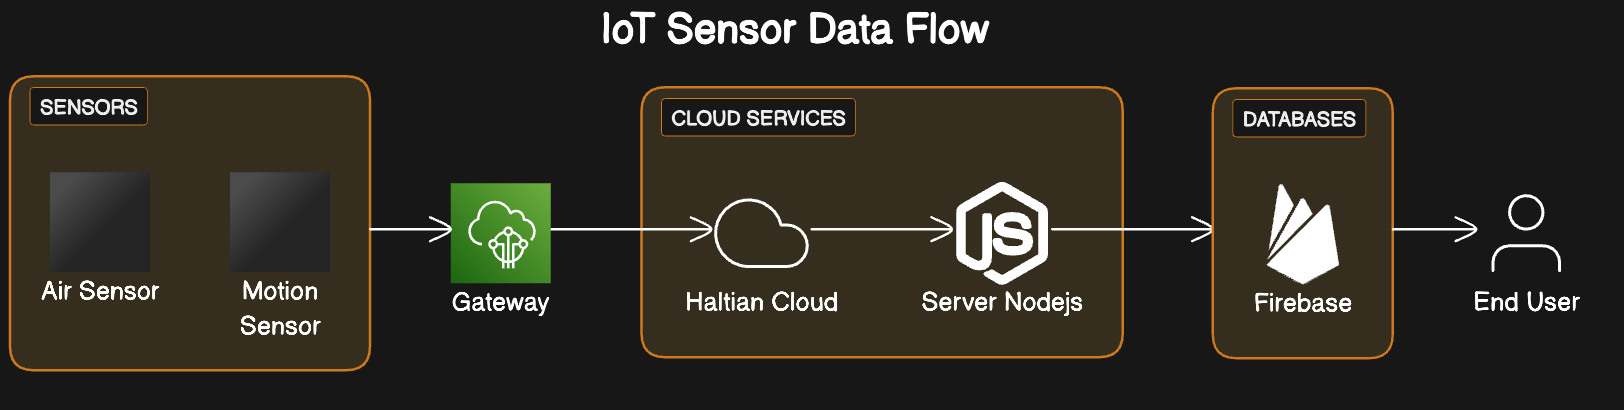 IoT Sensor Data Flow
SENSORS
Air Sensor
Motion
Sensor
Gateway
CLOUD SERVICES
Haltian Cloud
JS
Server Nodejs
DATABASES
Firebase
End User